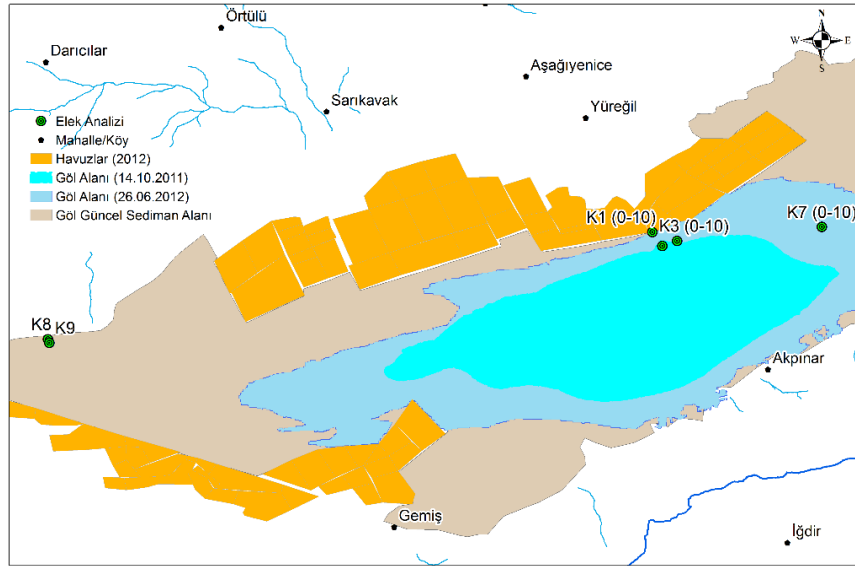 Örtülü
Darıcılar
Aşağıyenice
Sarıkavak
Yüreğil
N
W E
S
Elek Analizi
Mahalle/Köy
Havuzlar (2012)
Göl Alanı (14.10.2011)
Göl Alanı (26.06.2012)
Göl Güncel Sediman Alanı
K1 (0-10)
K3 (0-10)
K7 (0-10)
K8
K9
Akpınar
Gemiş
İğdir